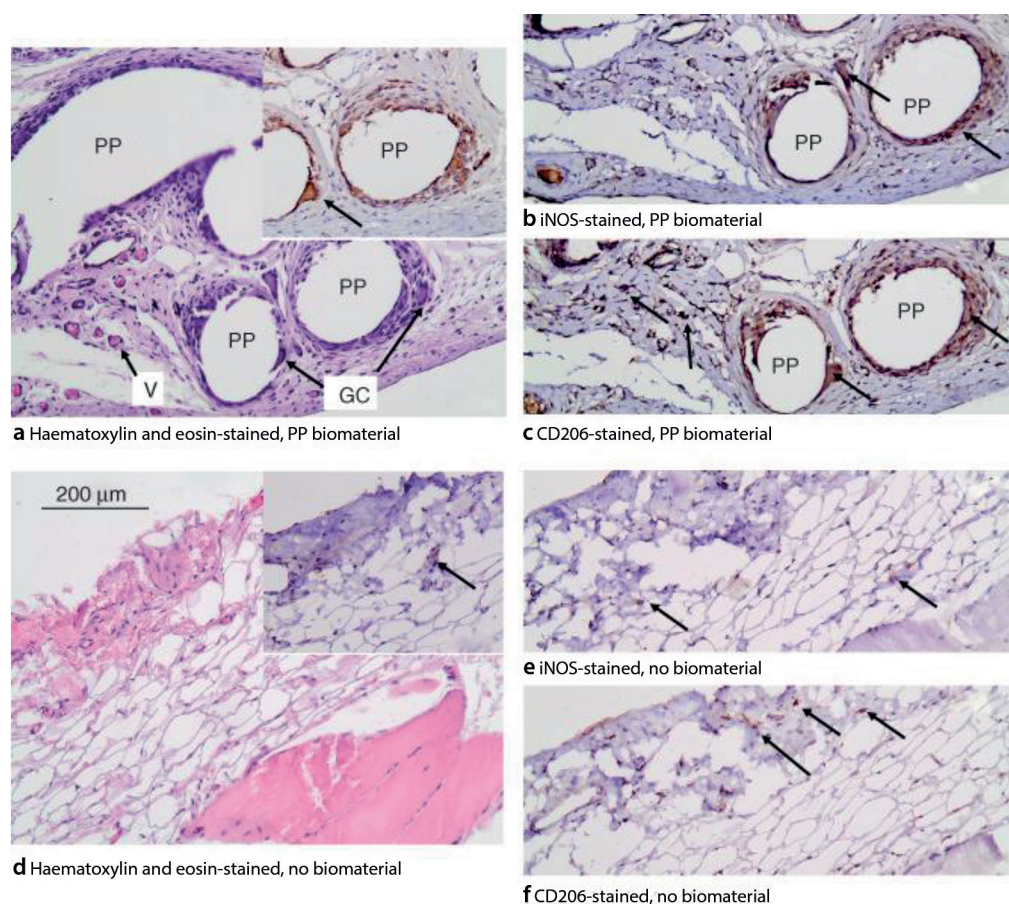 PP
PP
PP
PP
V
GC
a Haematoxylin and eosin-stained, PP biomaterial
PP
PP
b iNOS-stained, PP biomaterial
PP
PP
c CD206-stained, PP biomaterial
200 µm
d Haematoxylin and eosin-stained, no biomaterial
e iNOS-stained, no biomaterial
f CD206-stained, no biomaterial